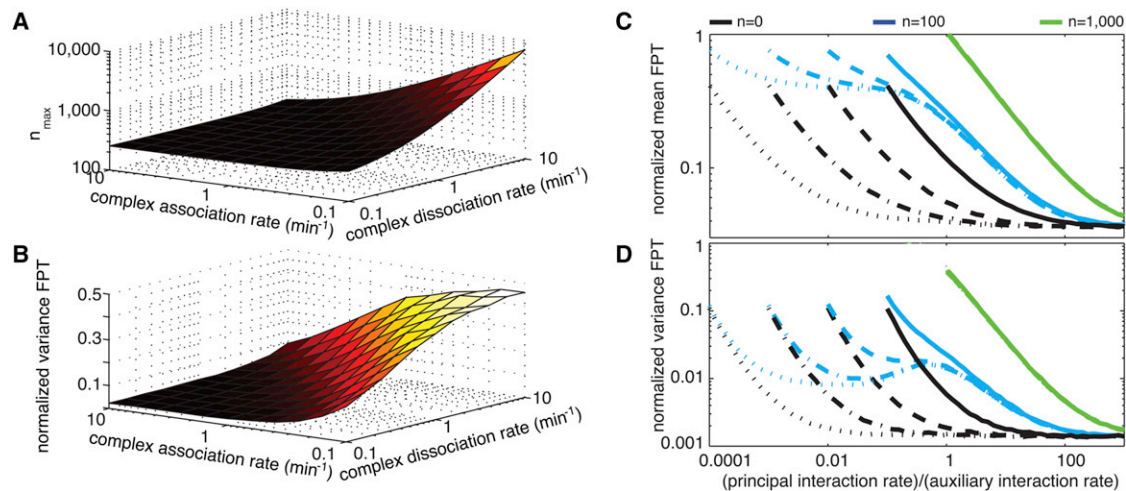 A
10,000
1,000
100
n max
10
1
0.1
complex association rate (min⁻¹)
0.1
1
10
complex dissociation rate (min⁻¹)
B
0.5
0.3
0.1
normalized variance FPT
10
1
0.1
complex association rate (min⁻¹)
0.1
1
10
complex dissociation rate (min⁻¹)
C
n=0
n=100
n=1,000
1
0.1
normalized mean FPT
D
1
0.1
0.01
0.001
normalized variance FPT
0.0001
0.01
1
100
(principal interaction rate)/(auxiliary interaction rate)